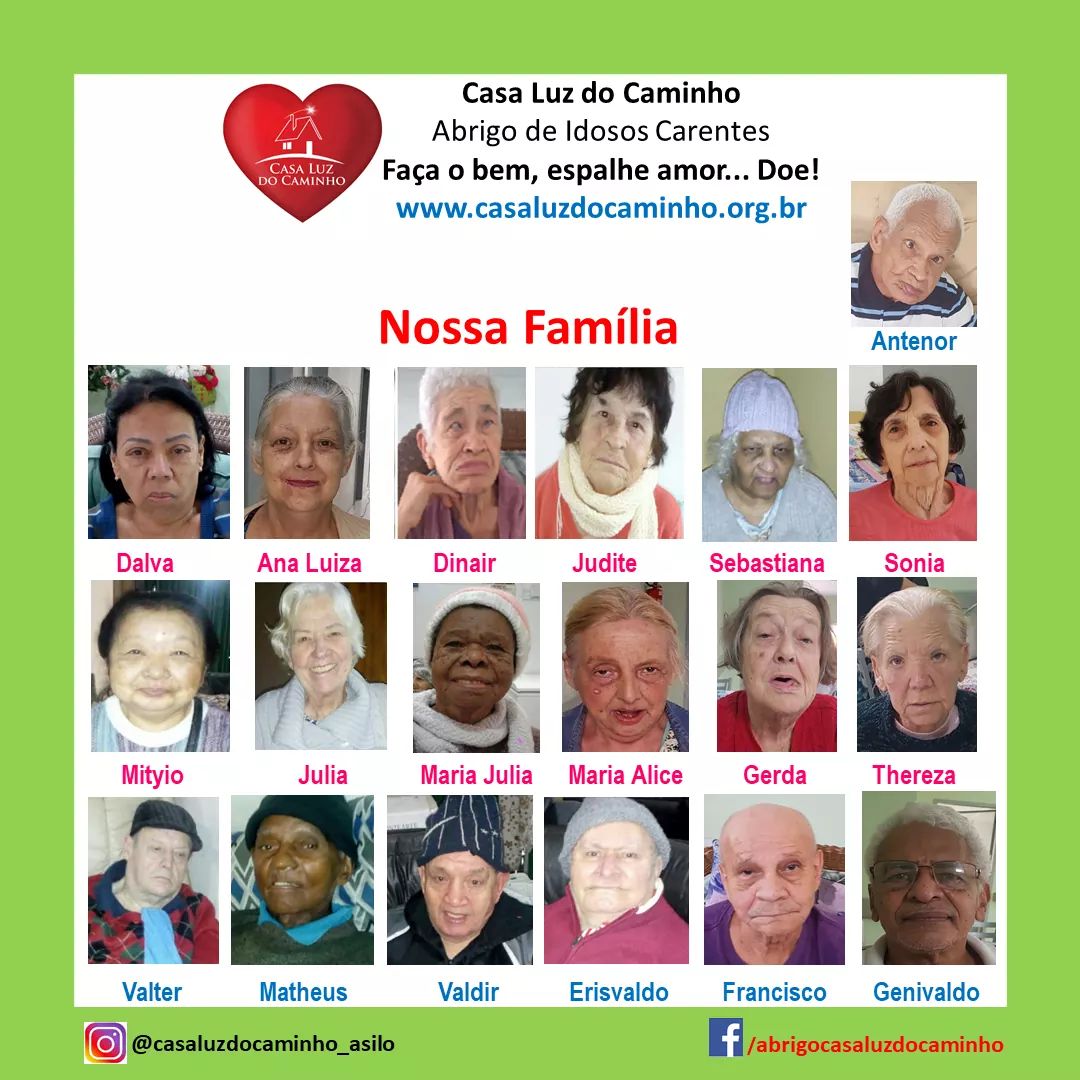 CASA LUZ
DO CAMINHO
Casa Luz do Caminho
Abrigo de Idosos Carentes
Faça o bem, espalhe amor... Doe!
www.casaluzdocaminho.org.br
Antenor
Nossa Família
Dalva Ana Luiza Dinair Judite Sebastiana Sonia
Mityio Julia Maria Julia Maria Alice Gerda Thereza
Valter Matheus Valdir Erisvaldo Francisco Genivaldo
@casaluzdocaminho_asilo /abrigocasaluzdocaminho